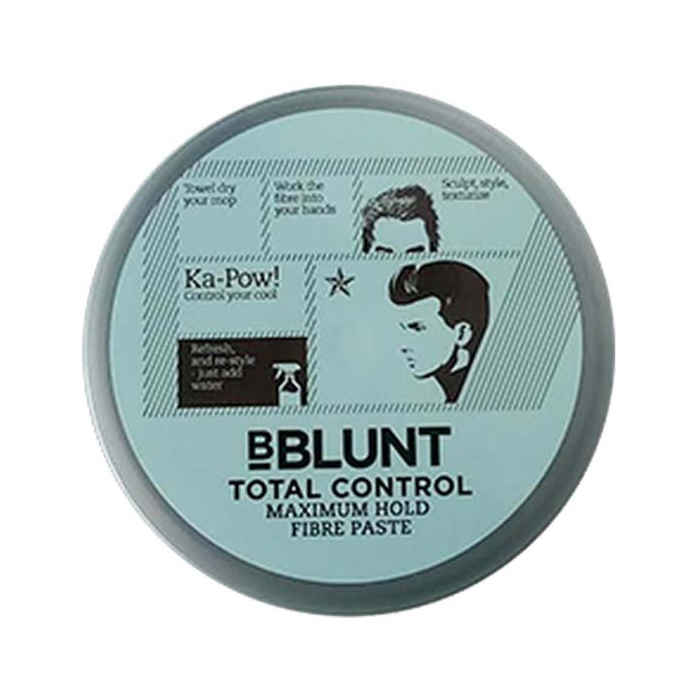 Towel dry
your mop
Work the
fibre into
your hands
Sculpt, style,
texturize
Ka-Pow!
Control your cool
Refresh,
and re-style
- just add
water
BBLUNT
TOTAL CONTROL
MAXIMUM HOLD
FIBRE PASTE